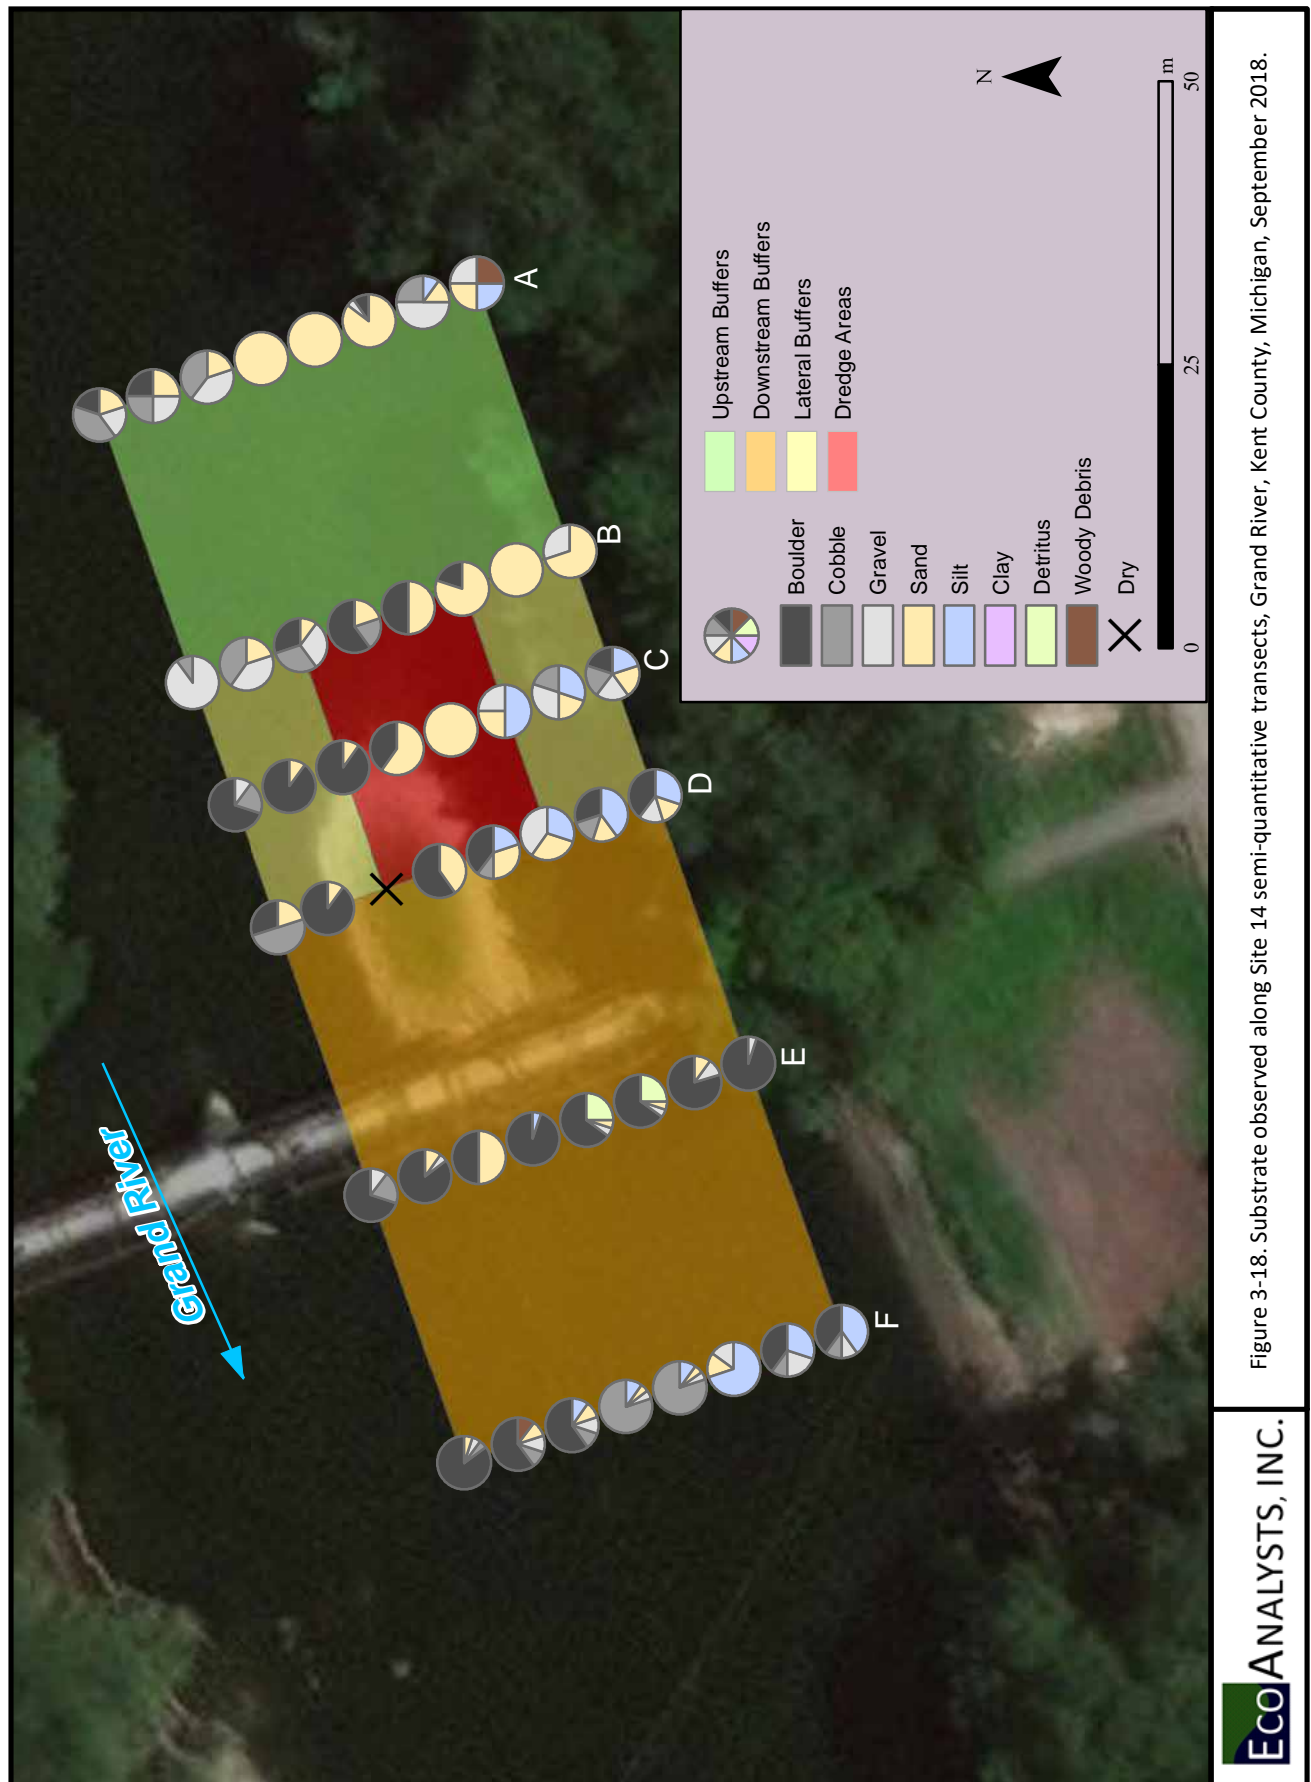 Grand River
A
B
C
D
E
F
Upstream Buffers
Downstream Buffers
Lateral Buffers
Dredge Areas
Boulder
Cobble
Gravel
Sand
Silt
Clay
Detritus
Woody Debris
Dry
N
0 25 50 m
ECOANALYSTS, INC.
Figure 3-18. Substrate observed along Site 14 semi-quantitative transects, Grand River, Kent County, Michigan, September 2018.